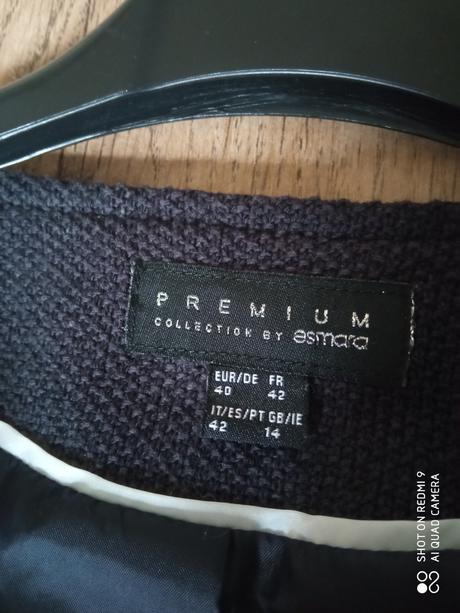 PREMIUM
COLLECTION BY esmara
EUR/DE FR
40 42
IT/ES/PT GB/IE
42 14
SHOT ON REDMI 9
AI QUAD CAMERA